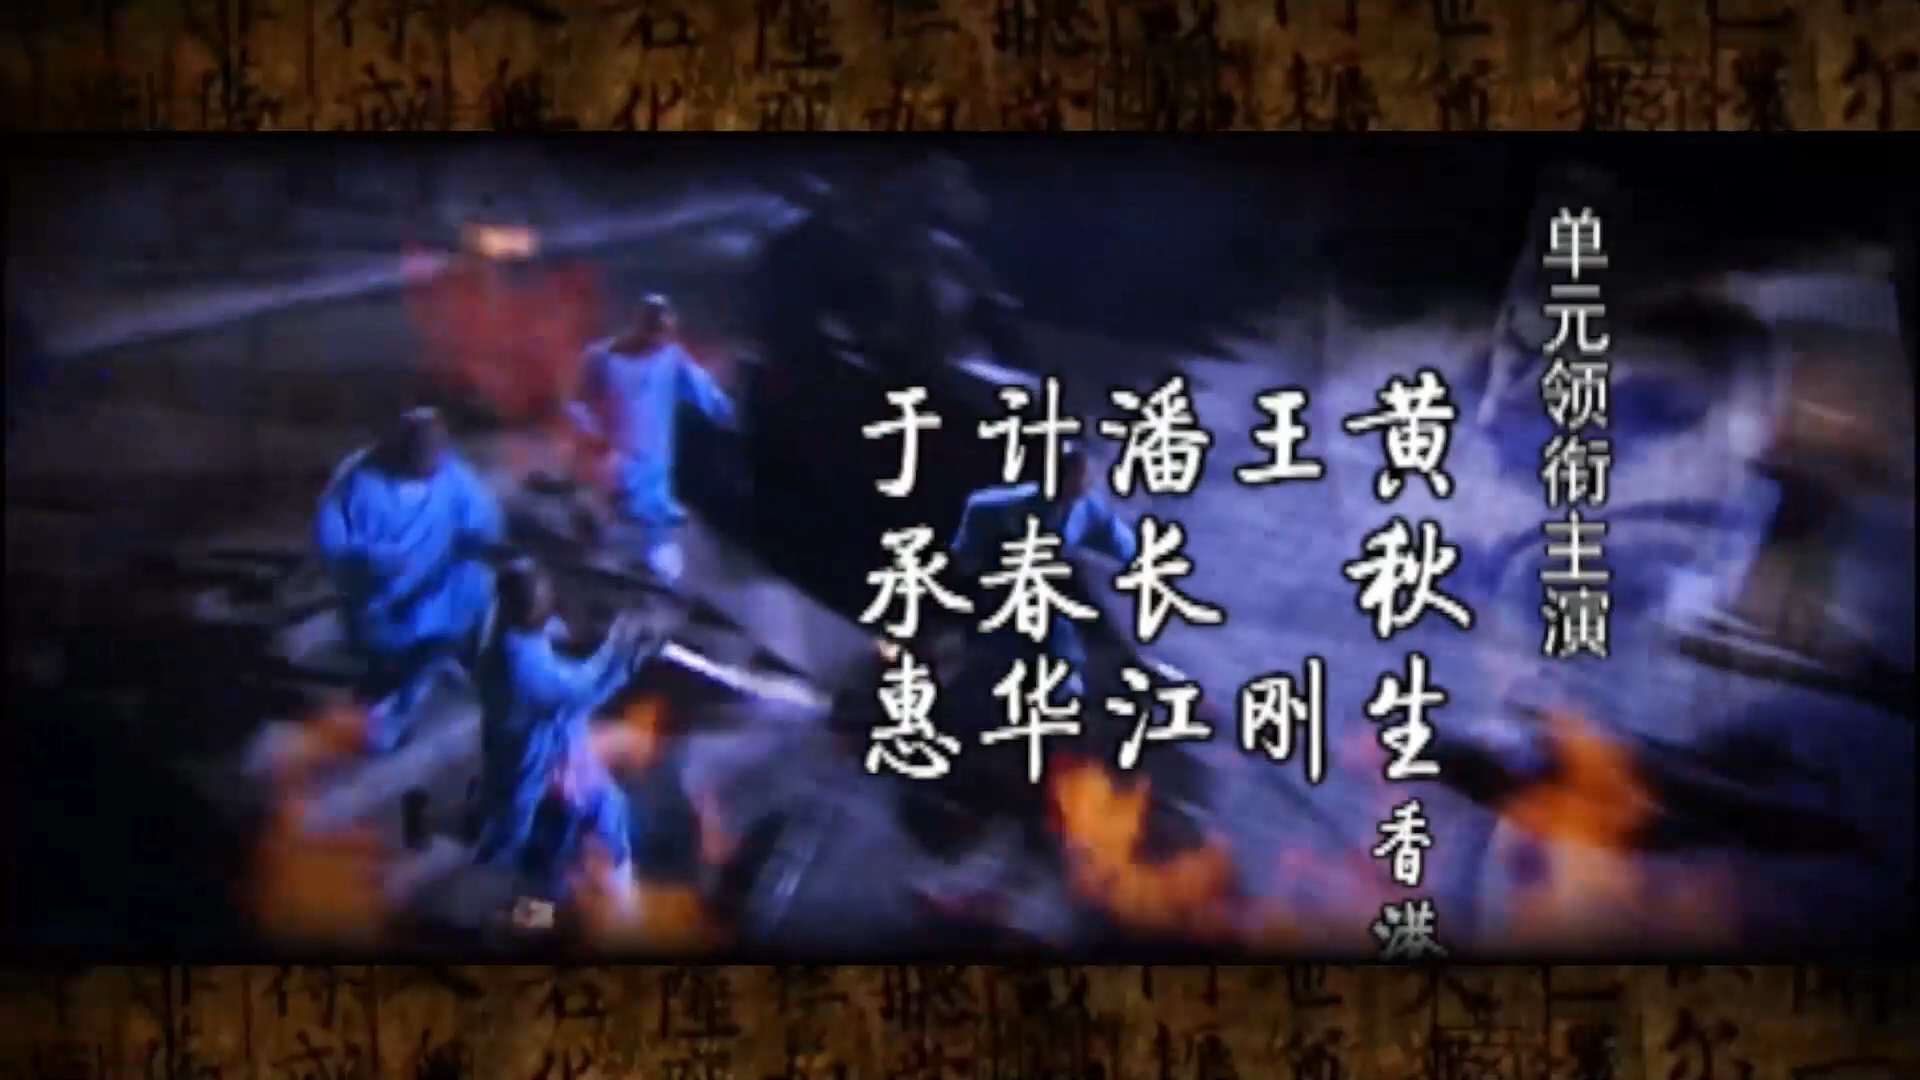 单元领衔主演
黄秋生 香港
王刚
潘长江
计春华
于承惠